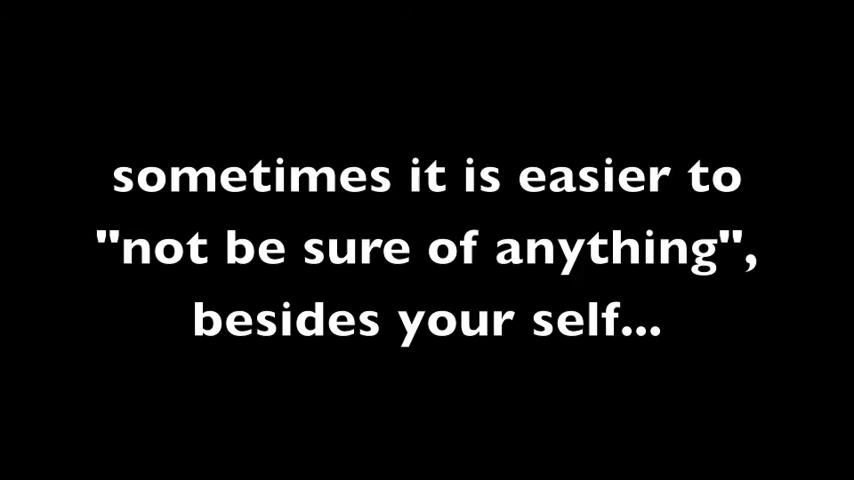 sometimes it is easier to
"not be sure of anything",
besides your self...